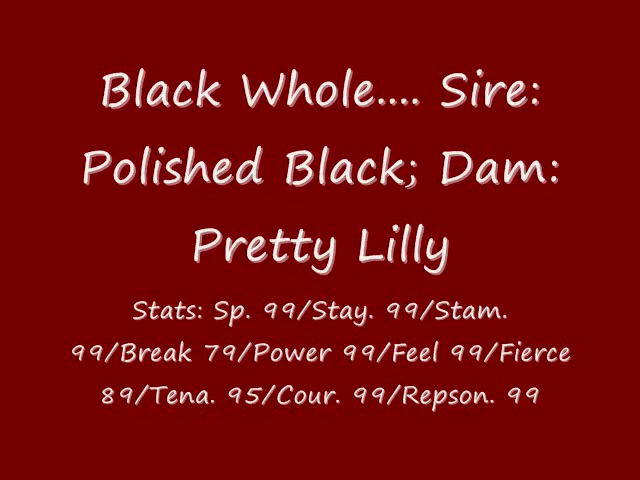 Black Whole.... Sire:
Polished Black; Dam:
Pretty Lilly
Stats: Sp. 99/Stay. 99/Stam.
99/Break 79/Power 99/Feel 99/Fierce
89/Tena. 95/Cour. 99/Repson. 99